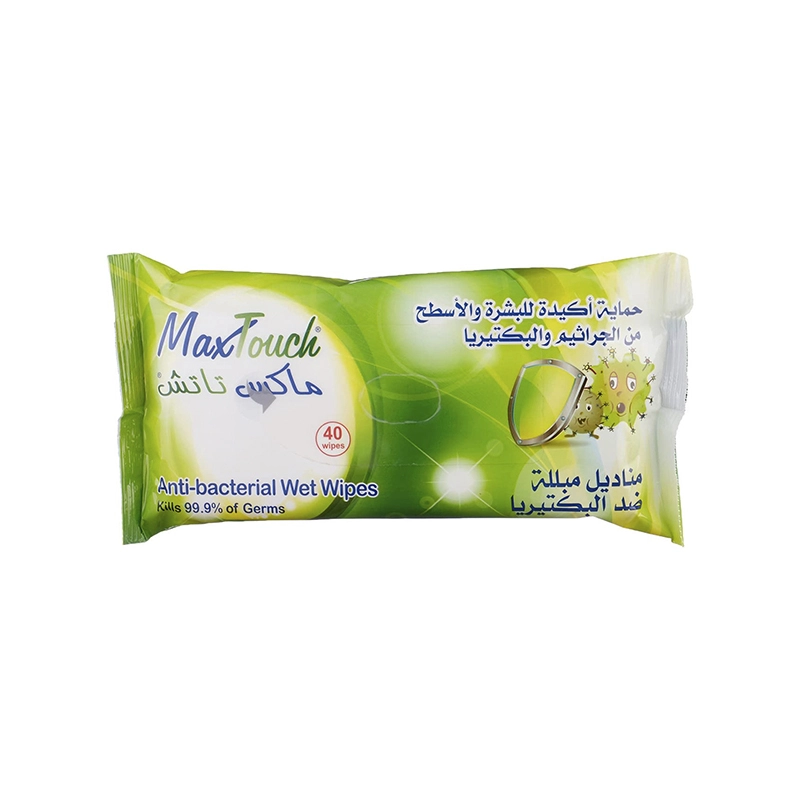 MaxTouch®
ماكس تاتش
40
wipes
Anti-bacterial Wet Wipes
Kills 99.9% of Germs
حماية أكيدة للبشرة والأسطح
من الجراثيم والبكتيريا
مناديل مبللة
ضد البكتيريا